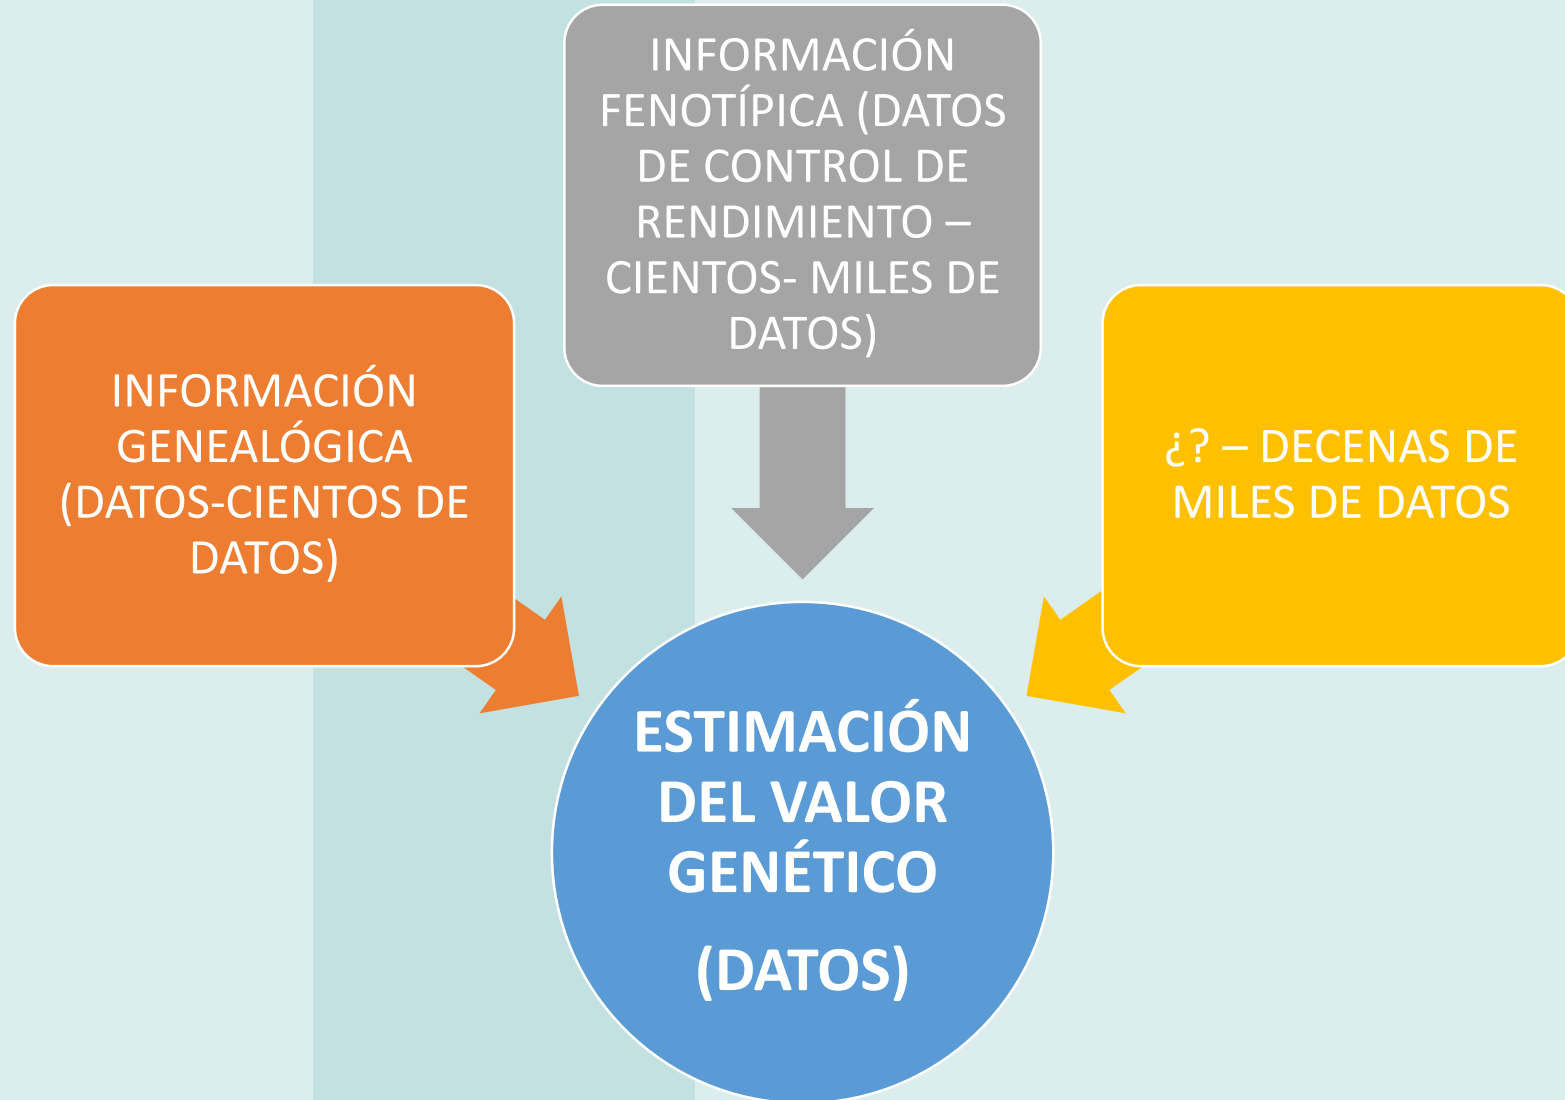 INFORMACIÓN
FENOTÍPICA (DATOS
DE CONTROL DE
RENDIMIENTO –
CIENTOS- MILES DE
DATOS)
INFORMACIÓN
GENEALÓGICA
(DATOS-CIENTOS DE
DATOS)
¿? – DECENAS DE
MILES DE DATOS
ESTIMACIÓN
DEL VALOR
GENÉTICO
(DATOS)